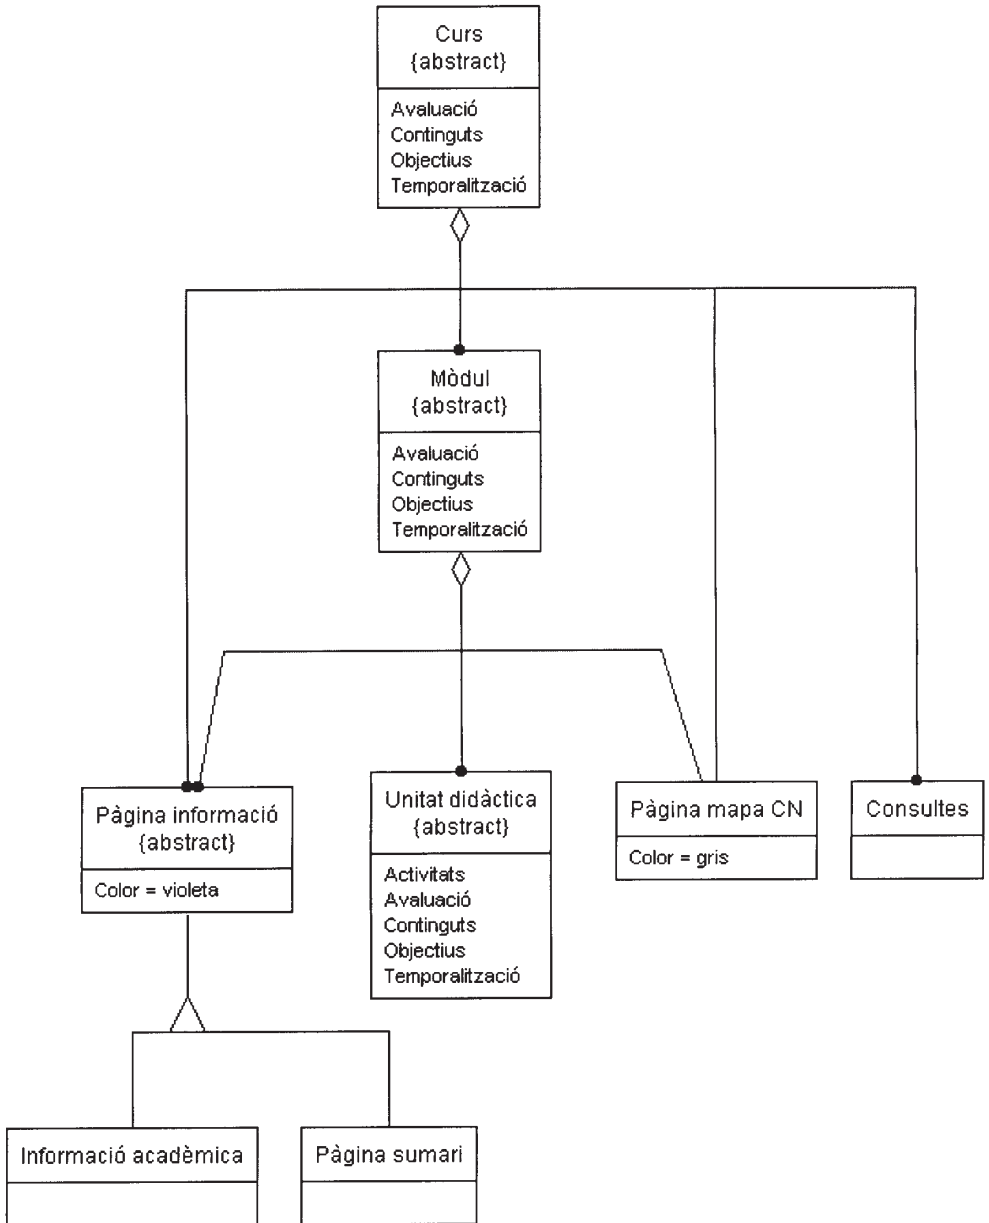 Curs
{abstract}
Avaluació
Continguts
Objectius
Temporalització
Mòdul
{abstract}
Avaluació
Continguts
Objectius
Temporalització
Pàgina informació
{abstract}
Color = violeta
Unitat didàctica
{abstract}
Activitats
Avaluació
Continguts
Objectius
Temporalització
Pàgina mapa CN
Color = gris
Consultes
Informació acadèmica
Pàgina sumari